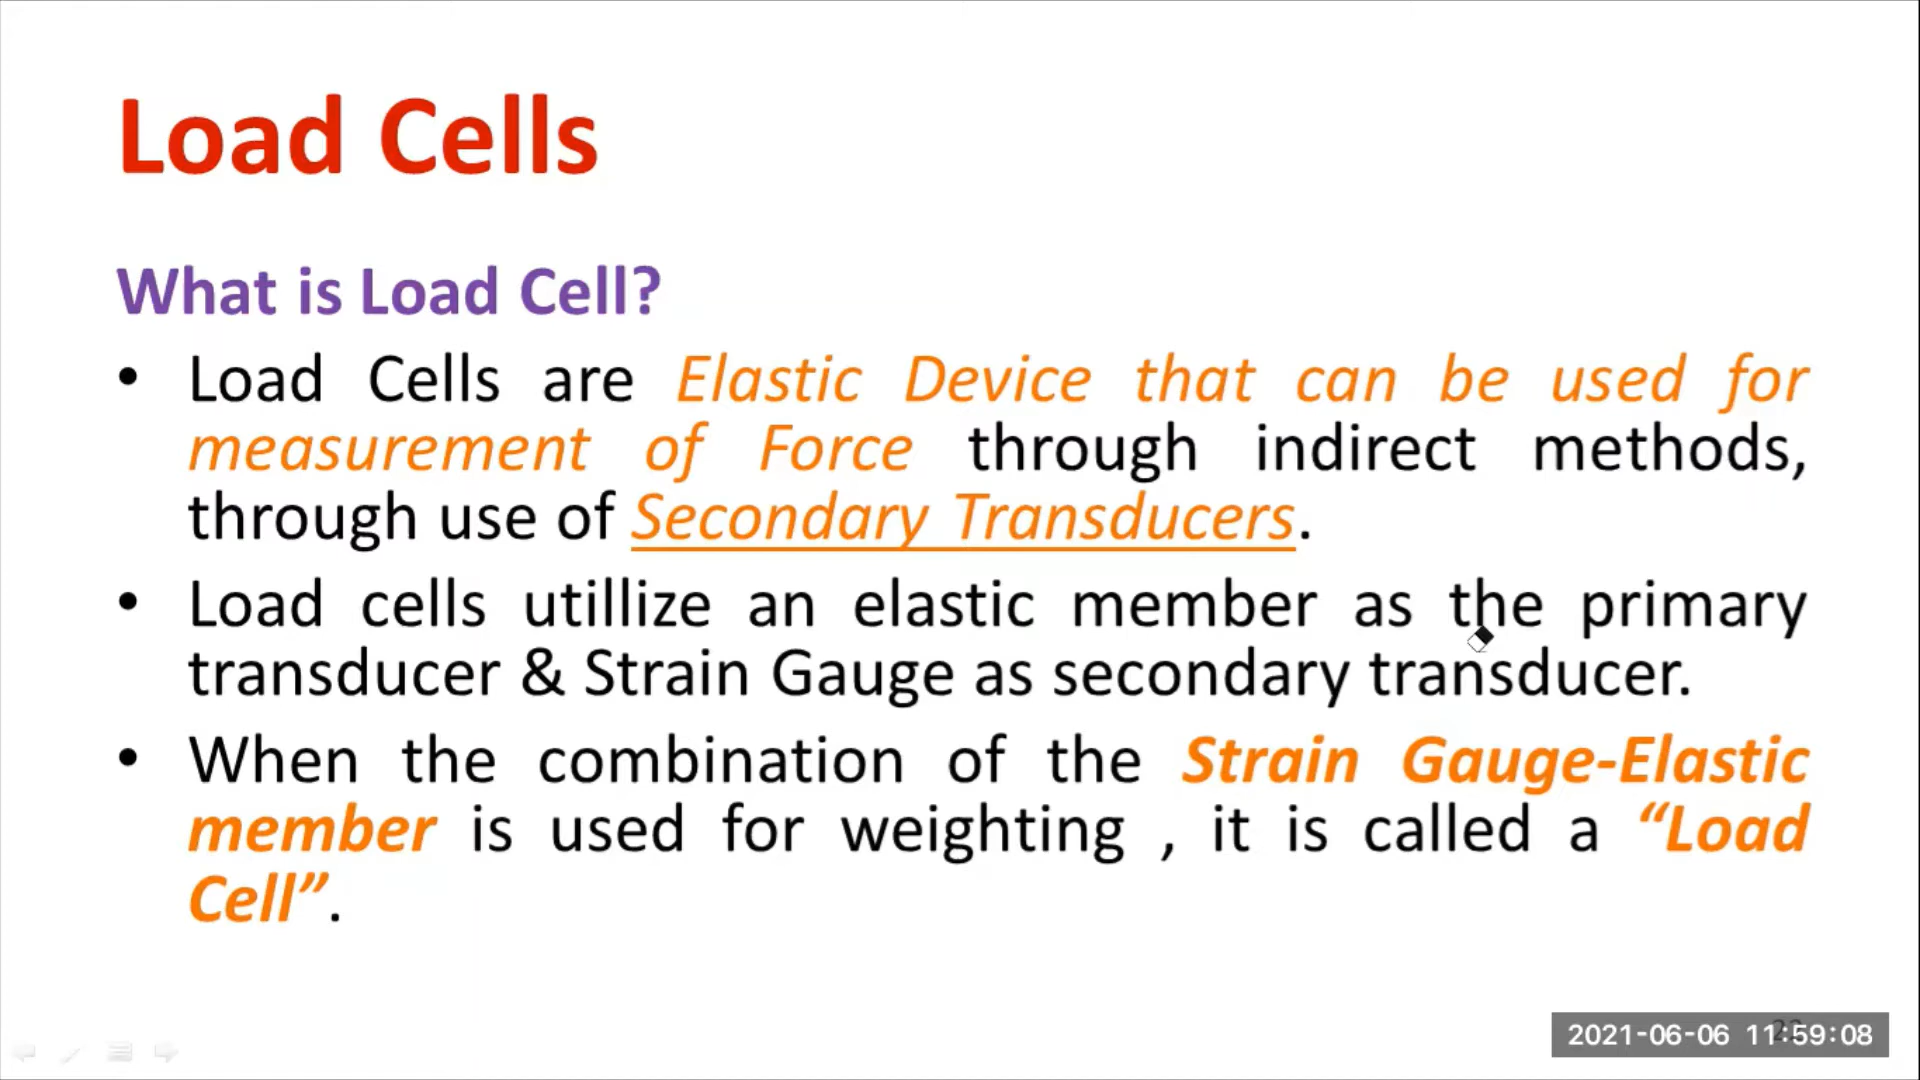 Load Cells
What is Load Cell?
• Load Cells are Elastic Device that can be used for
measurement of Force through indirect methods,
through use of Secondary Transducers.
• Load cells utillize an elastic member as the primary
transducer & Strain Gauge as secondary transducer.
• When the combination of the Strain Gauge-Elastic
member is used for weighting , it is called a “Load
Cell”.
2021-06-06 11:59:08